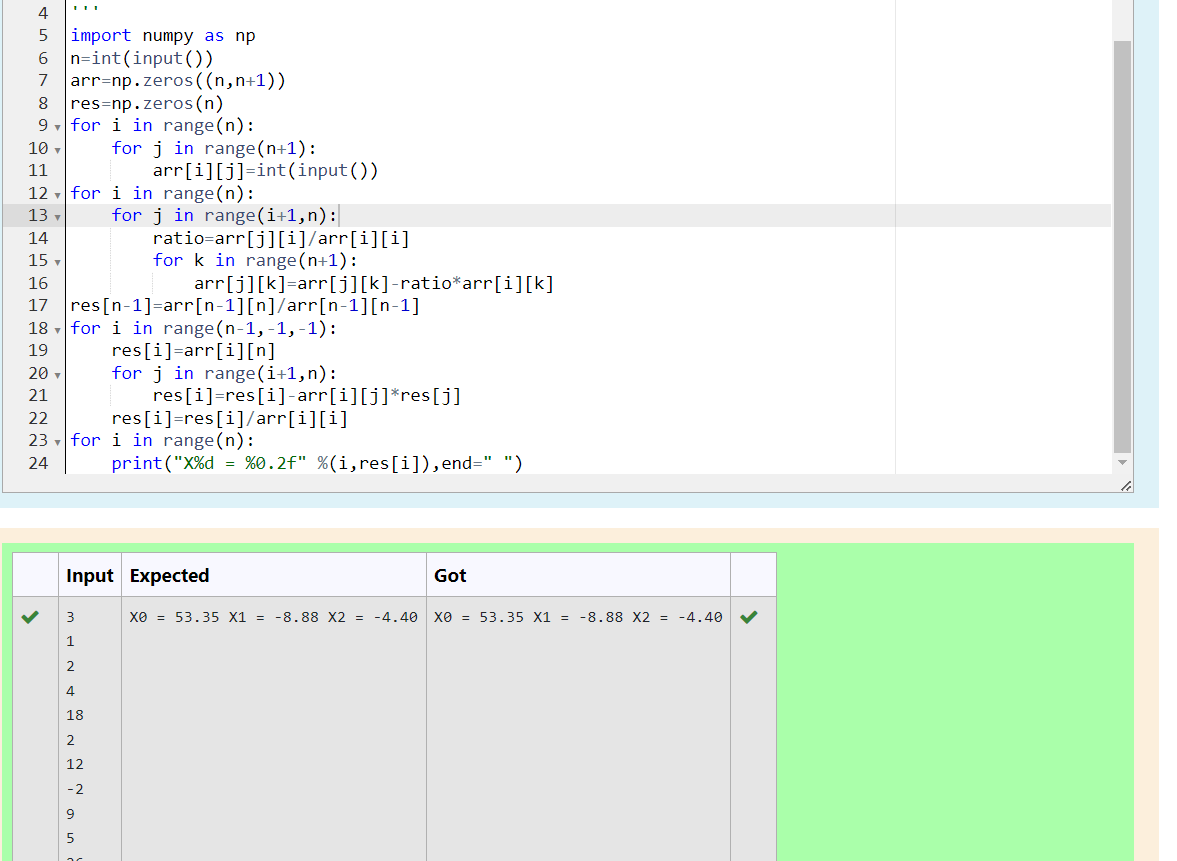 4 '''
5 import numpy as np
6 n=int(input())
7 arr=np.zeros((n,n+1))
8 res=np.zeros(n)
9 for i in range(n):
10     for j in range(n+1):
11         arr[i][j]=int(input())
12 for i in range(n):
13     for j in range(i+1,n):
14         ratio=arr[j][i]/arr[i][i]
15         for k in range(n+1):
16             arr[j][k]=arr[j][k]-ratio*arr[i][k]
17 res[n-1]=arr[n-1][n]/arr[n-1][n-1]
18 for i in range(n-1,-1,-1):
19     res[i]=arr[i][n]
20     for j in range(i+1,n):
21         res[i]=res[i]-arr[i][j]*res[j]
22     res[i]=res[i]/arr[i][i]
23 for i in range(n):
24     print("X%d = %0.2f" %(i,res[i]),end=" ")
Input Expected Got
3 X0 = 53.35 X1 = -8.88 X2 = -4.40 X0 = 53.35 X1 = -8.88 X2 = -4.40
1
2
4
18
2
12
-2
9
5